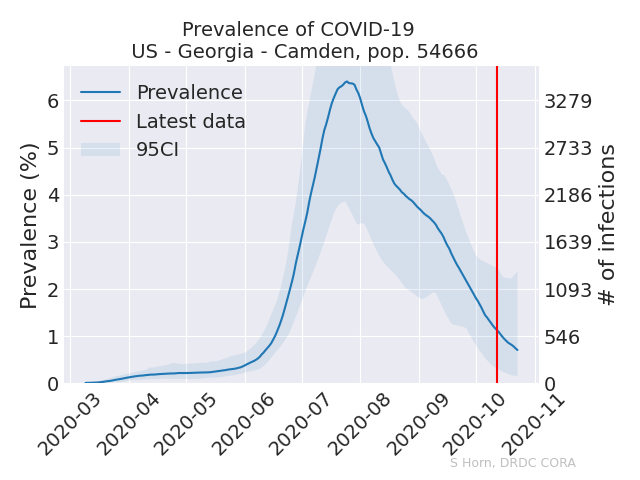 Prevalence of COVID-19
US - Georgia - Camden, pop. 54666
Prevalence
Latest data
95CI
Prevalence (%)
6
5
4
3
2
1
0
3279
2733
2186
1639
1093
546
0
# of infections
2020-03
2020-04
2020-05
2020-06
2020-07
2020-08
2020-09
2020-10
2020-11
S Horn, DRDC CORA